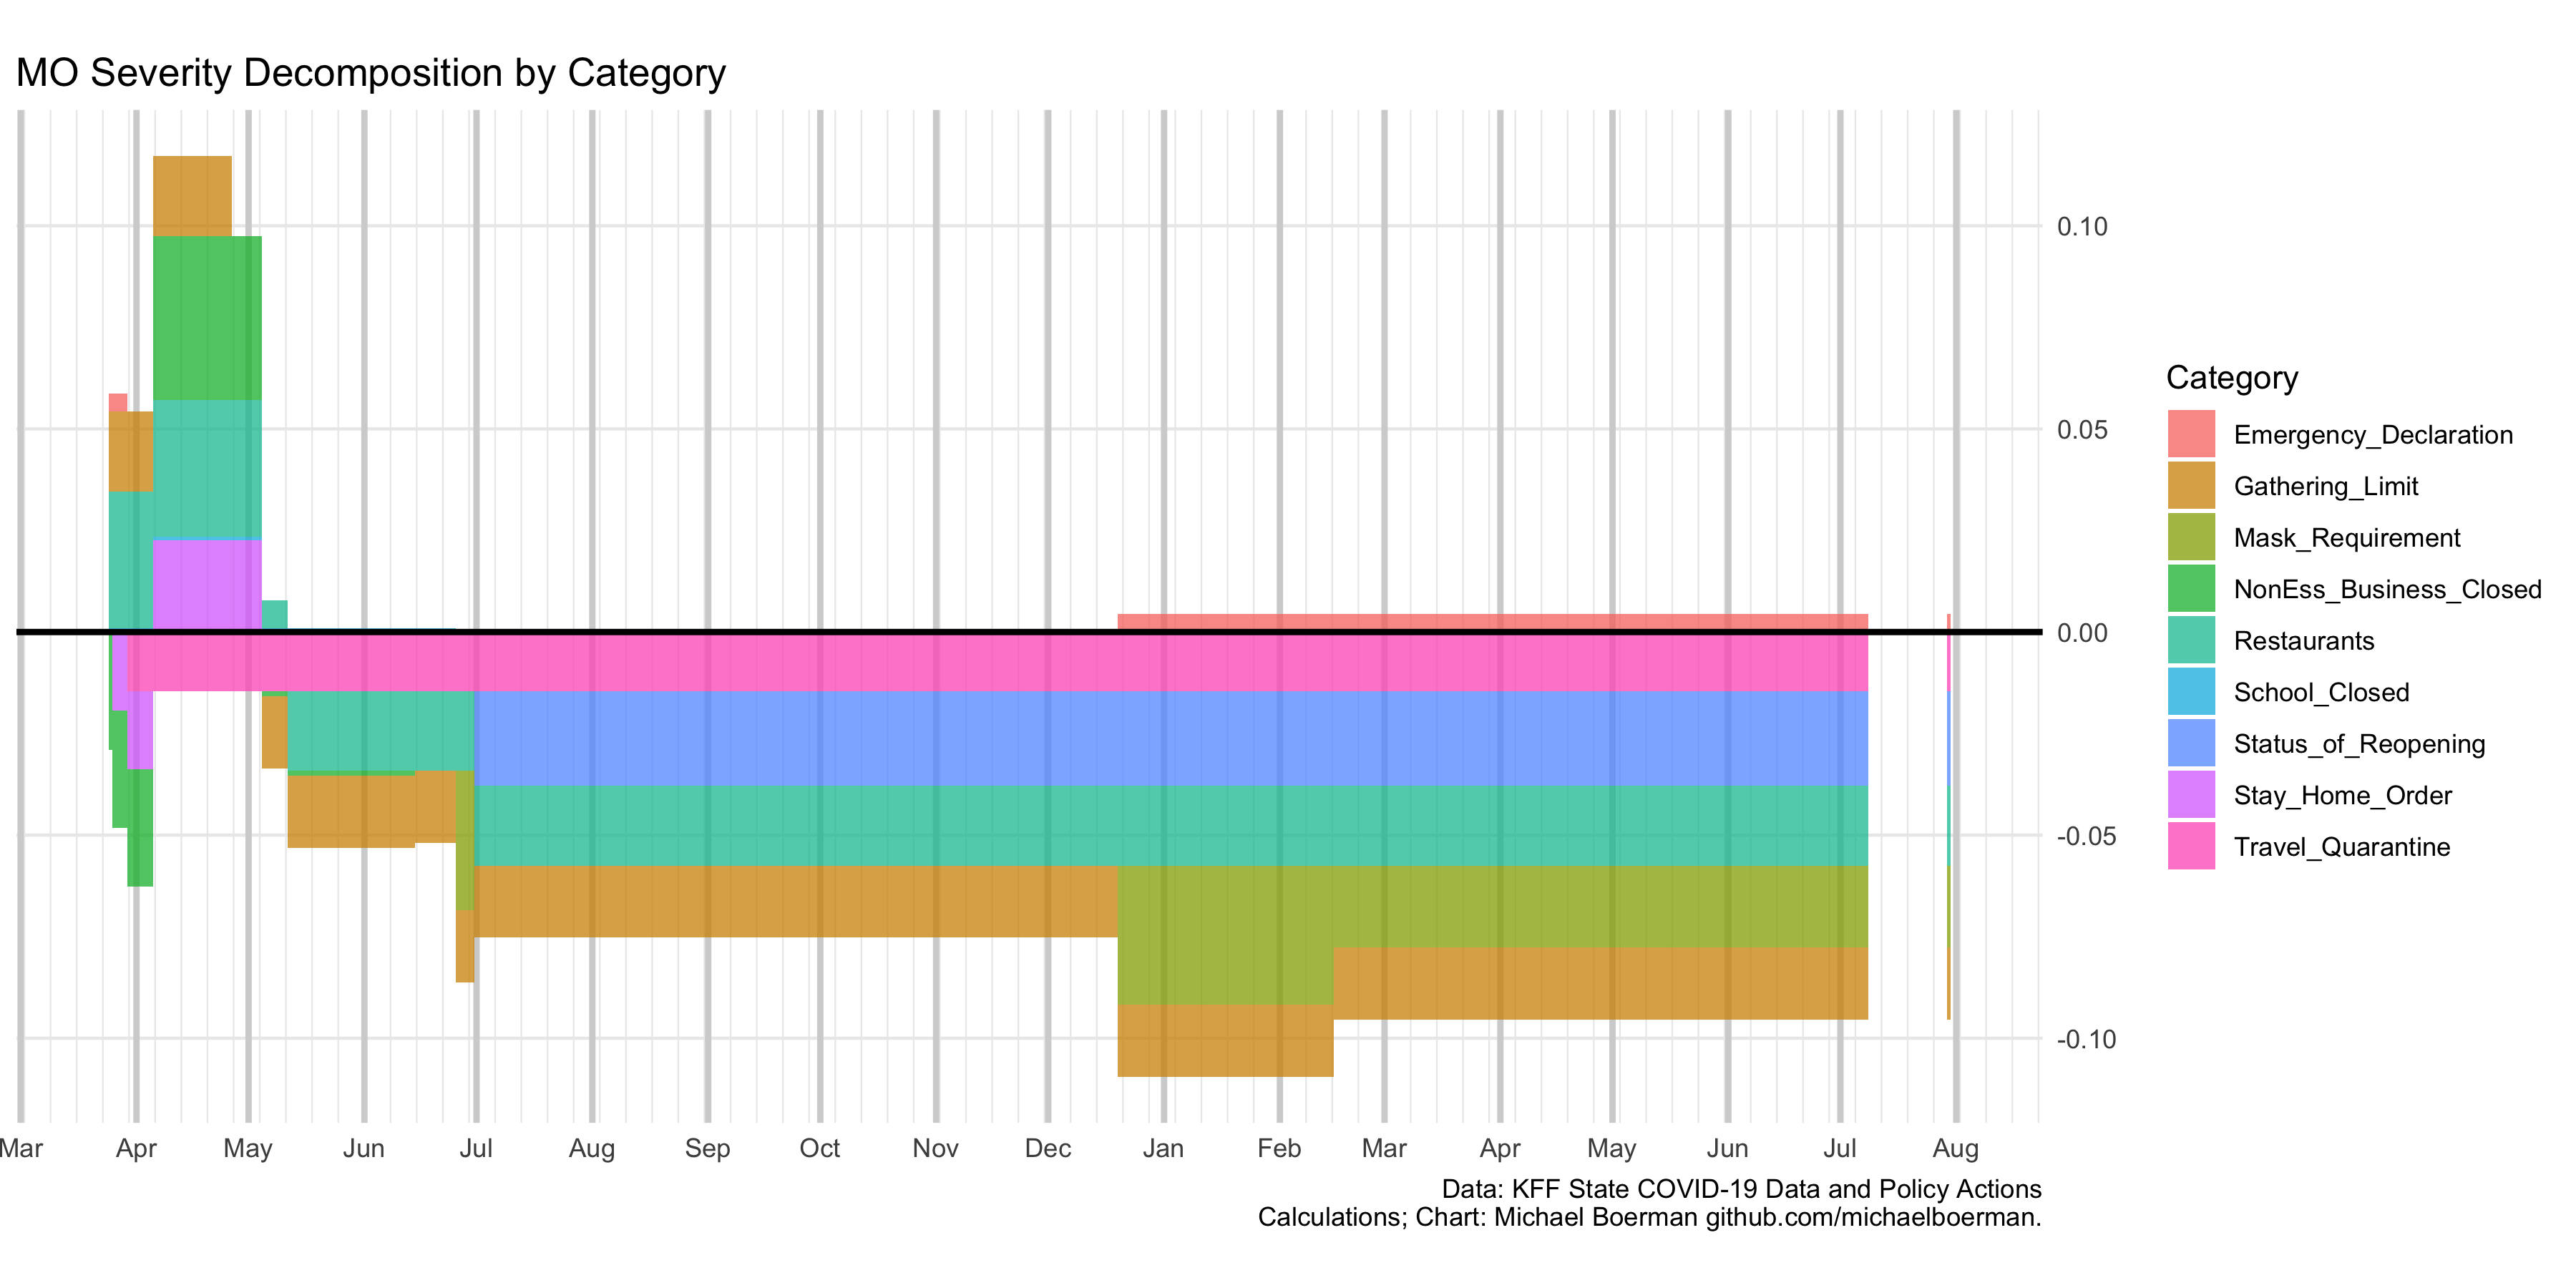 MO Severity Decomposition by Category
0.10
0.05
0.00
-0.05
-0.10
Category
Emergency_Declaration
Gathering_Limit
Mask_Requirement
NonEss_Business_Closed
Restaurants
School_Closed
Status_of_Reopening
Stay_Home_Order
Travel_Quarantine
Mar Apr May Jun Jul Aug Sep Oct Nov Dec Jan Feb Mar Apr May Jun Jul Aug
Data: KFF State COVID-19 Data and Policy Actions
Calculations; Chart: Michael Boerman github.com/michaelboerman.